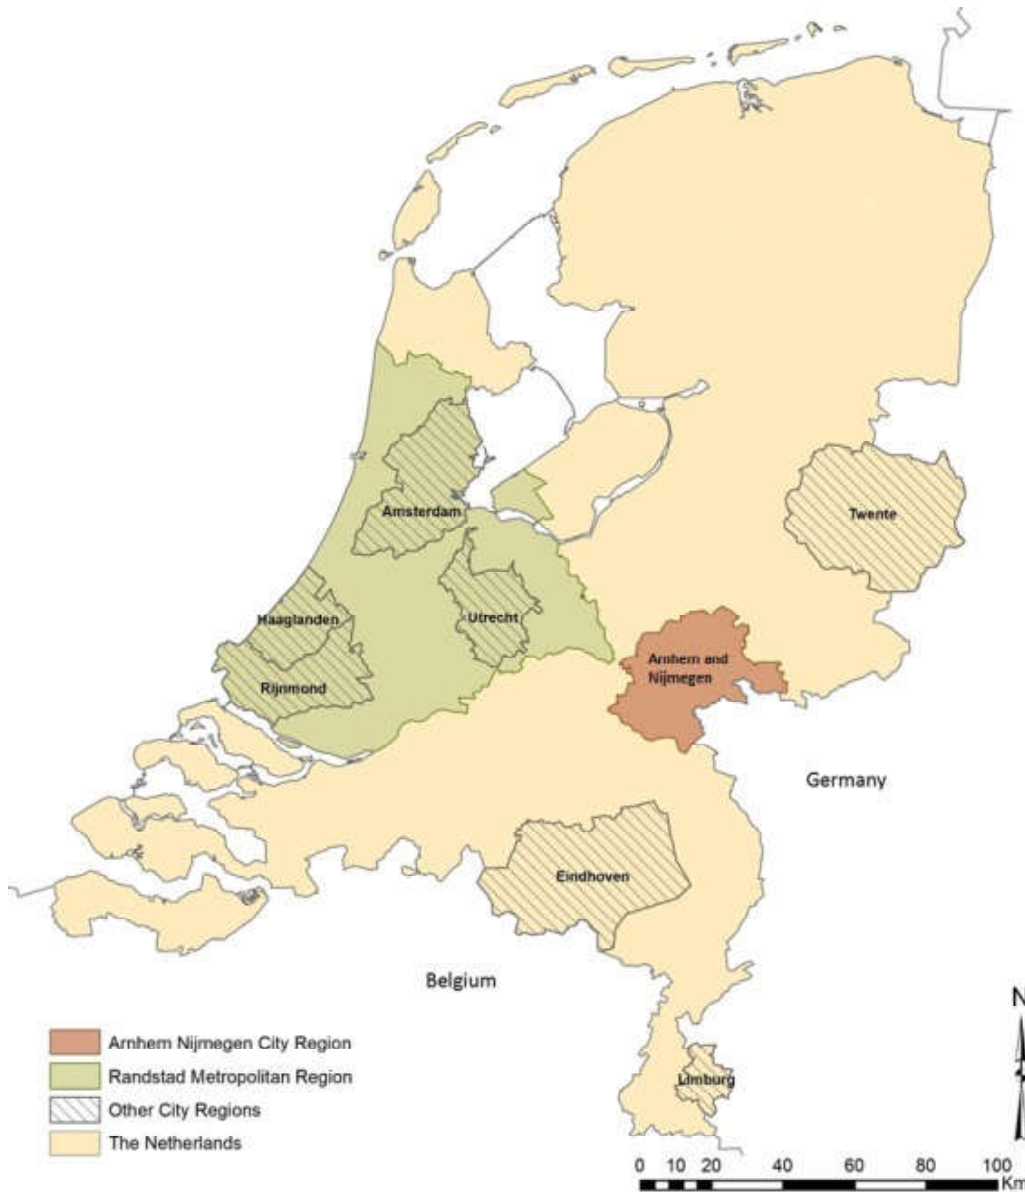 Amsterdam
Twente
Haaglanden
Utrecht
Rijnmond
Arnhem and
Nijmegen
Germany
Eindhoven
Belgium
Limburg
N
Arnhem Nijmegen City Region
Randstad Metropolitan Region
Other City Regions
The Netherlands
0 10 20 40 60 80 100
Km